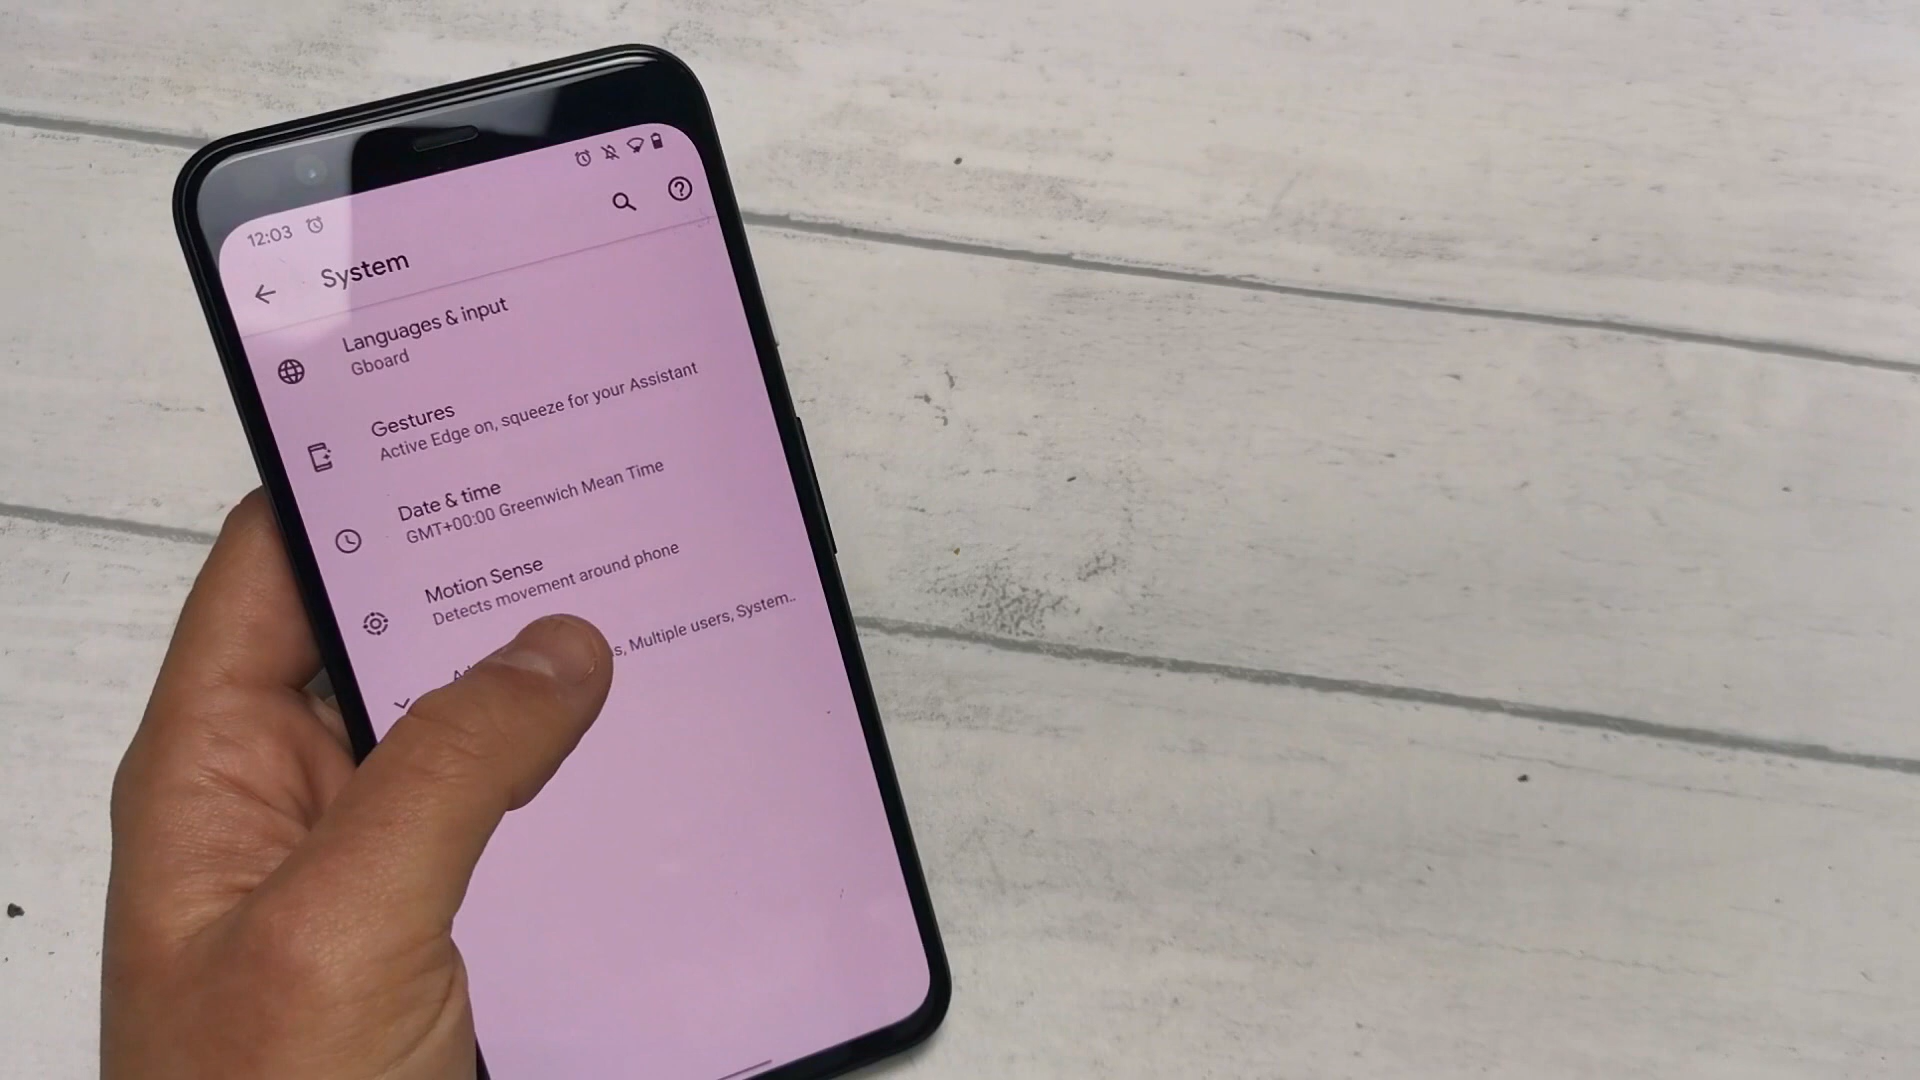 12:03
System
Languages & input
Gboard
Gestures
Active Edge on, squeeze for your Assistant
Date & time
GMT+00:00 Greenwich Mean Time
Motion Sense
Detects movement around phone
Multiple users, System..